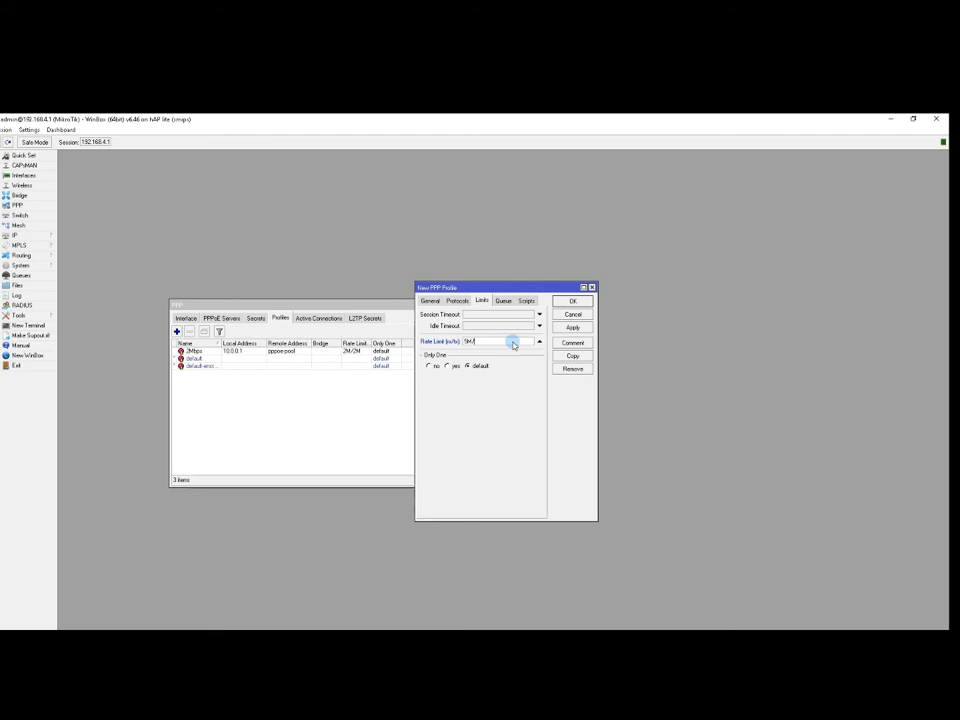 admin@192.168.4.1 (MikroTik) - WinBox (64bit) v6.46 on hAP lite (smips)
sion Settings Dashboard
Safe Mode Session: 192.168.4.1
Quick Set
CAPsMAN
Interfaces
Wireless
Bridge
PPP
Switch
Mesh
IP
MPLS
Routing
System
Queues
Files
Log
RADIUS
Tools
New Terminal
Make Supout.rif
Manual
New WinBox
Exit
PPP
Interface PPPoE Servers Secrets Profiles Active Connections L2TP Secrets
Name Local Address Remote Address Bridge Rate Limit... Only One
2Mbps 10.0.0.1 pppoe-pool 2M/2M default
default default
default-encr... default
3 items
New PPP Profile
General Protocols Limits Queue Scripts
Session Timeout:
Idle Timeout:
Rate Limit (rx/tx): 5M/
Only One
no yes default
OK
Cancel
Apply
Comment
Copy
Remove